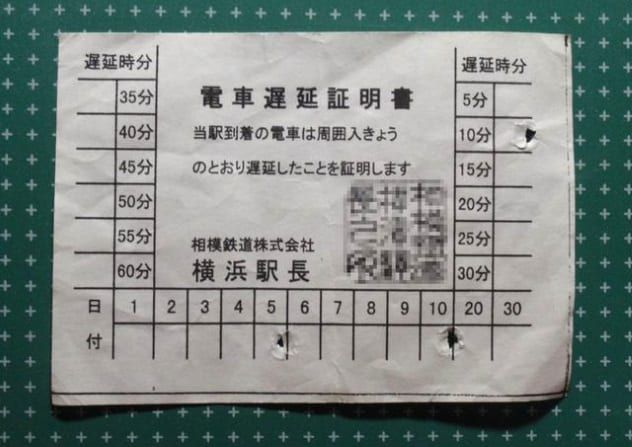 遅延時分
35分
40分
45分
50分
55分
60分
電車遅延証明書
当駅到着の電車は周囲入きょう
のとおり遅延したことを証明します
相模鉄道株式会社
横浜駅長
遅延時分
5分
10分
15分
20分
25分
30分
日付 1 2 3 4 5 6 7 8 9 10 20 30